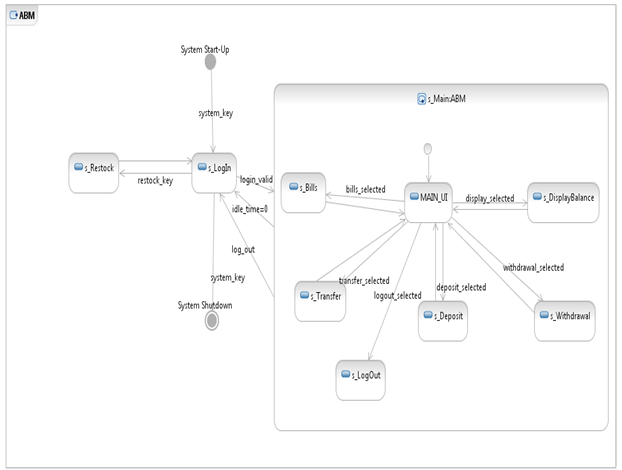 ABM
System Start-Up
s_Main:ABM
system_key
s_Restock
s_LogIn
restock_key
login_valid
s_Bills
bills_selected
MAIN_UI
display_selected
s_DisplayBalance
idle_time=0
log_out
system_key
transfer_selected
withdrawal_selected
s_Transfer
logout_selected
deposit_selected
System Shutdown
s_Deposit
s_Withdrawal
s_LogOut